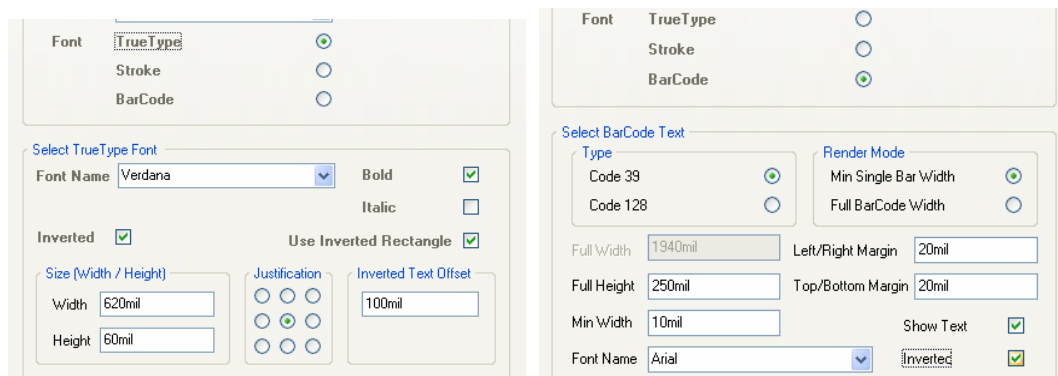 Font TrueType
Stroke
BarCode
Select TrueType Font
Font Name Verdana Bold
Italic
Inverted Use Inverted Rectangle
Size (Width / Height) Justification Inverted Text Offset
Width 620mil 100mil
Height 60mil
Font TrueType
Stroke
BarCode
Select BarCode Text
Type Render Mode
Code 39 Min Single Bar Width
Code 128 Full BarCode Width
Full Width 1940mil Left/Right Margin 20mil
Full Height 250mil Top/Bottom Margin 20mil
Min Width 10mil Show Text
Font Name Arial Inverted